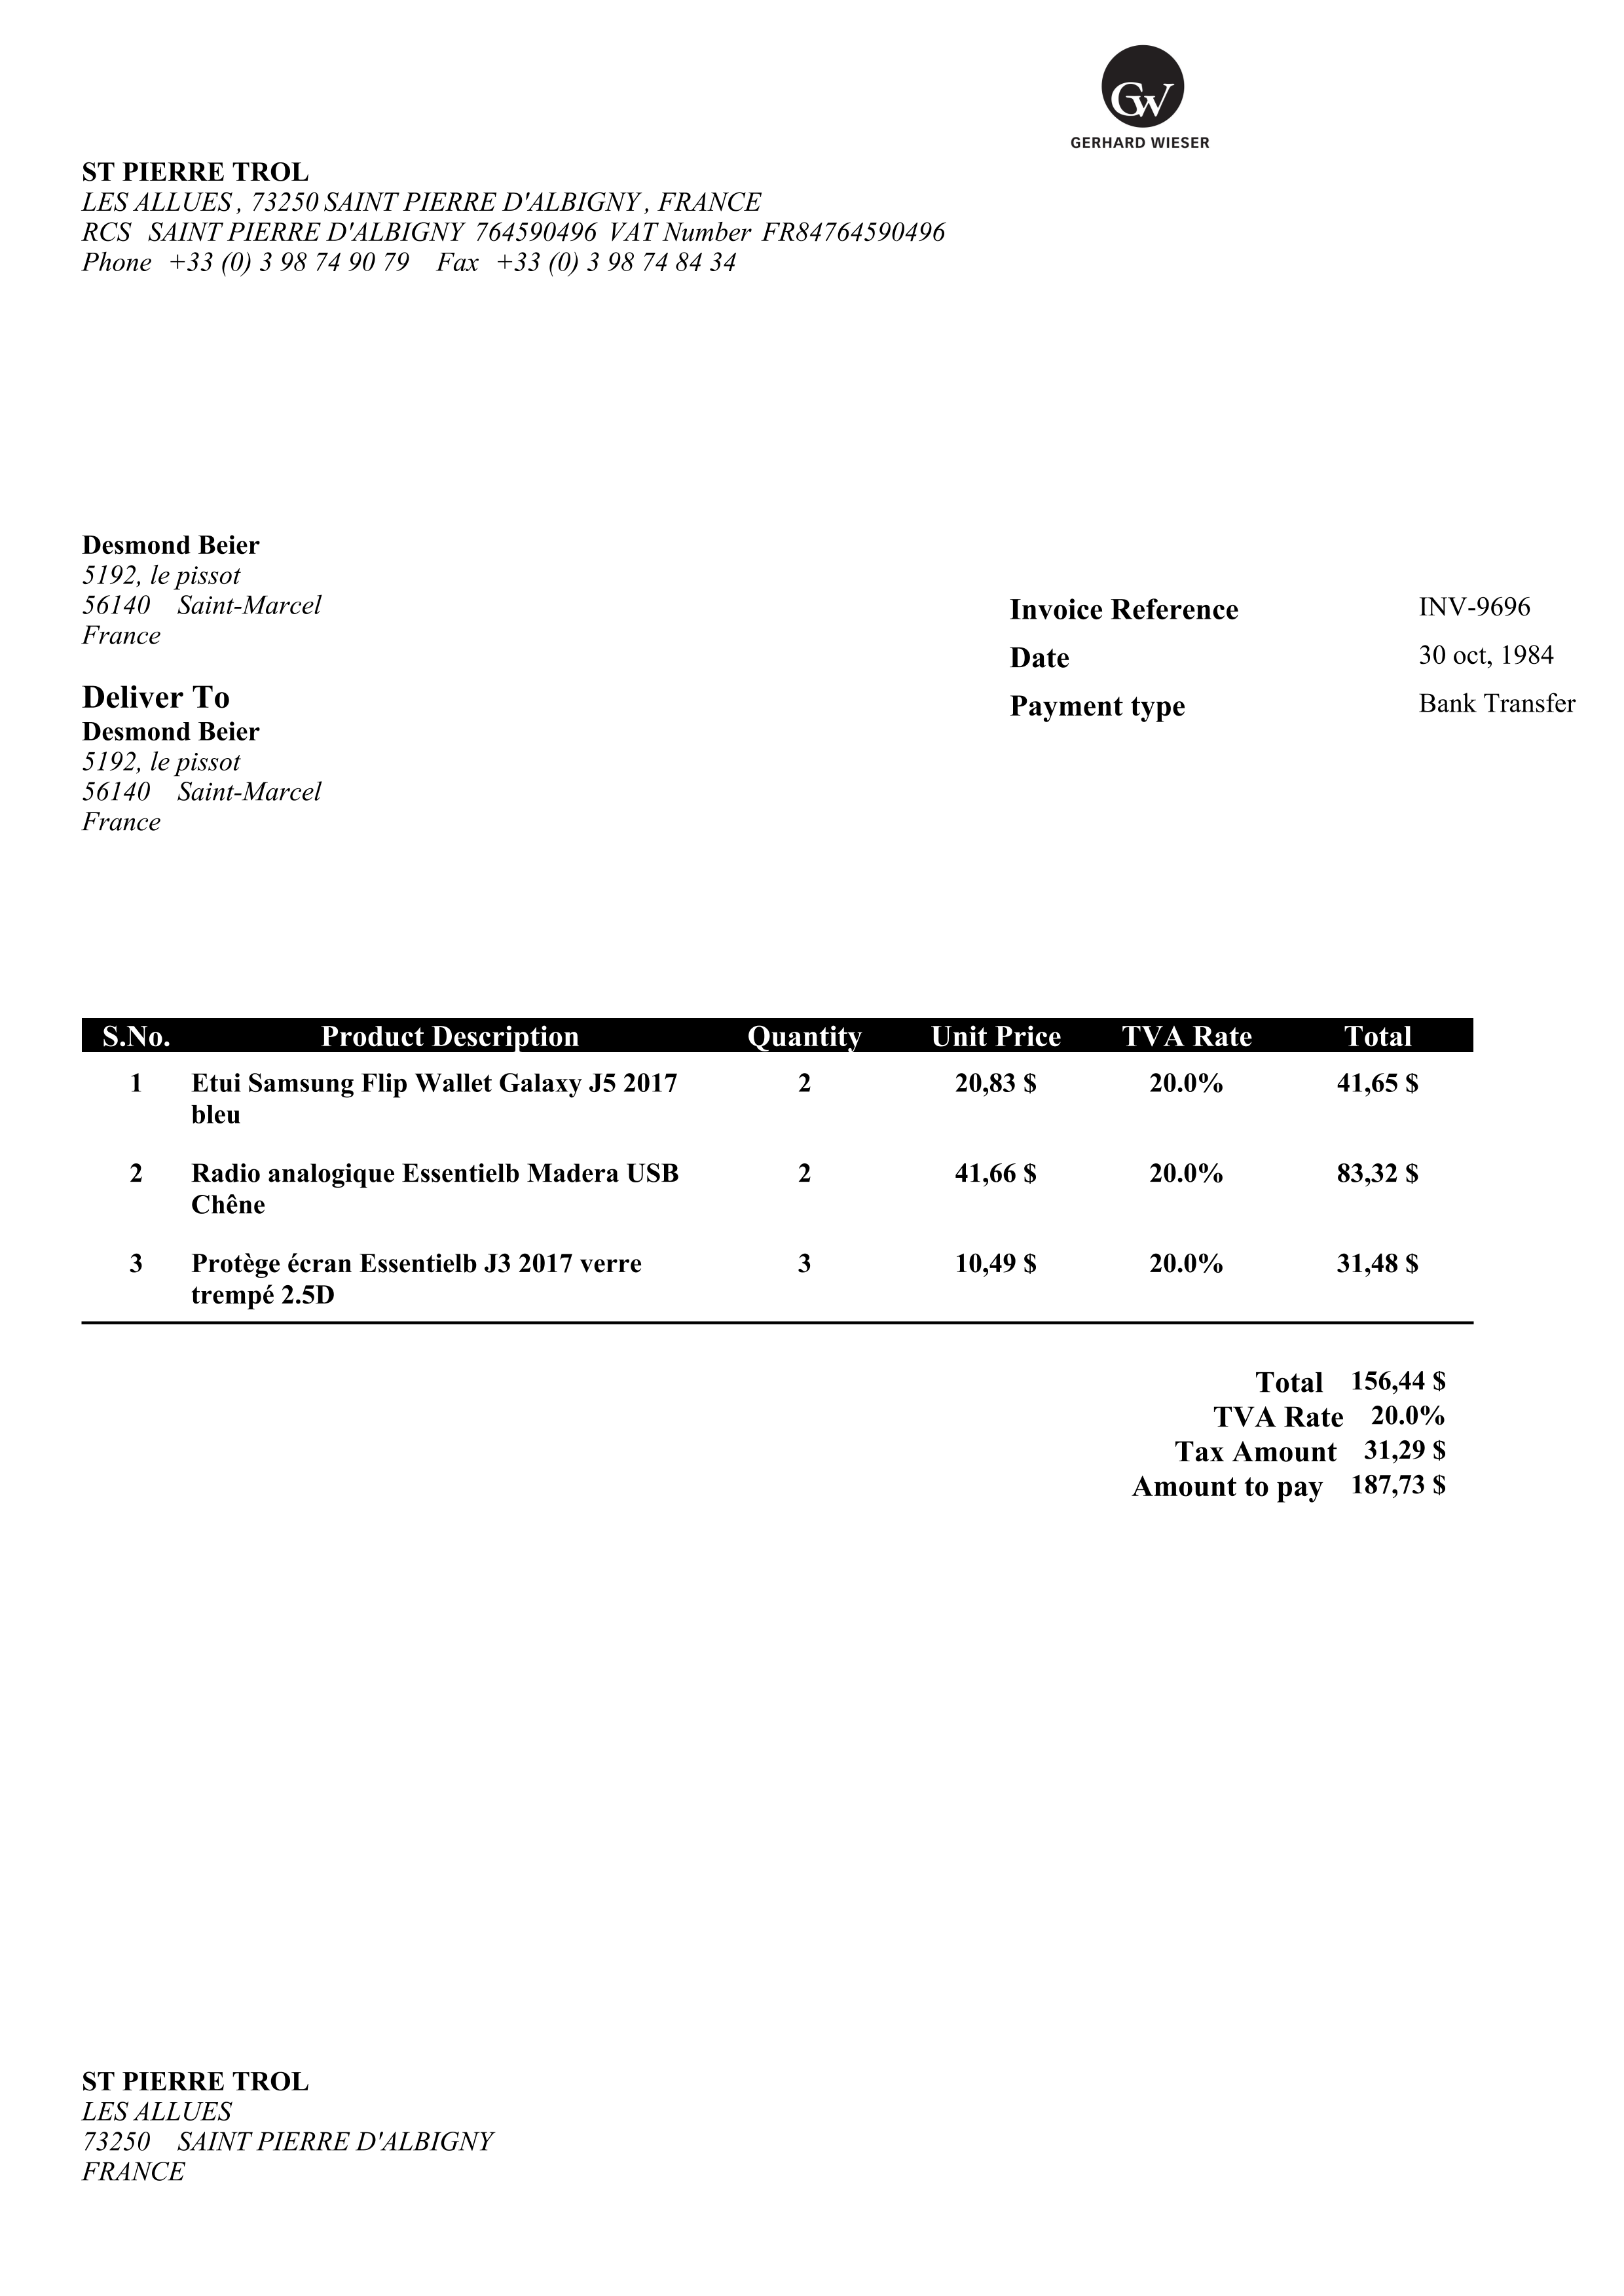 GW
GERHARD WIESER
ST PIERRE TROL
LES ALLUES , 73250 SAINT PIERRE D'ALBIGNY , FRANCE
RCS SAINT PIERRE D'ALBIGNY 764590496 VAT Number FR84764590496
Phone +33 (0) 3 98 74 90 79 Fax +33 (0) 3 98 74 84 34
Desmond Beier
5192, le pissot
56140 Saint-Marcel
France
Invoice Reference INV-9696
Date 30 oct, 1984
Payment type Bank Transfer
Deliver To
Desmond Beier
5192, le pissot
56140 Saint-Marcel
France
S.No. Product Description Quantity Unit Price TVA Rate Total
1 Etui Samsung Flip Wallet Galaxy J5 2017 2 20,83 $ 20.0% 41,65 $
bleu
2 Radio analogique Essentielb Madera USB 2 41,66 $ 20.0% 83,32 $
Chêne
3 Protège écran Essentielb J3 2017 verre 3 10,49 $ 20.0% 31,48 $
trempé 2.5D
Total 156,44 $
TVA Rate 20.0%
Tax Amount 31,29 $
Amount to pay 187,73 $
ST PIERRE TROL
LES ALLUES
73250 SAINT PIERRE D'ALBIGNY
FRANCE